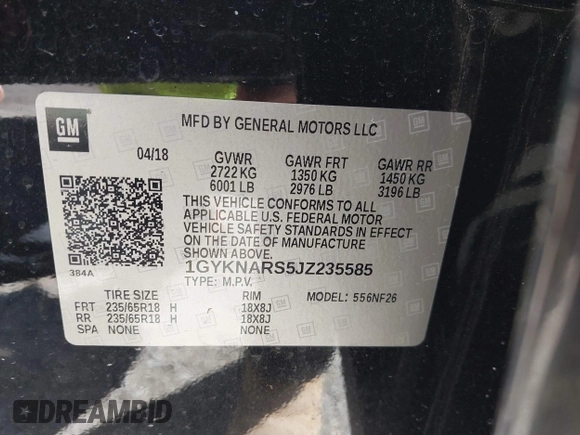 GM
MFD BY GENERAL MOTORS LLC
04/18 GVWR GAWR FRT GAWR RR
2722 KG 1350 KG 1450 KG
6001 LB 2976 LB 3196 LB
THIS VEHICLE CONFORMS TO ALL
APPLICABLE U.S. FEDERAL MOTOR
VEHICLE SAFETY STANDARDS IN EFFECT
ON THE DATE OF MANUFACTURE
SHOWN ABOVE.
384A
1GYKNARS5JZ235585
TYPE: M.P.V.
TIRE SIZE RIM MODEL: 556NF26
FRT 235/65R18 H 18X8J
RR 235/65R18 H 18X8J
SPA NONE NONE
DREAMBID